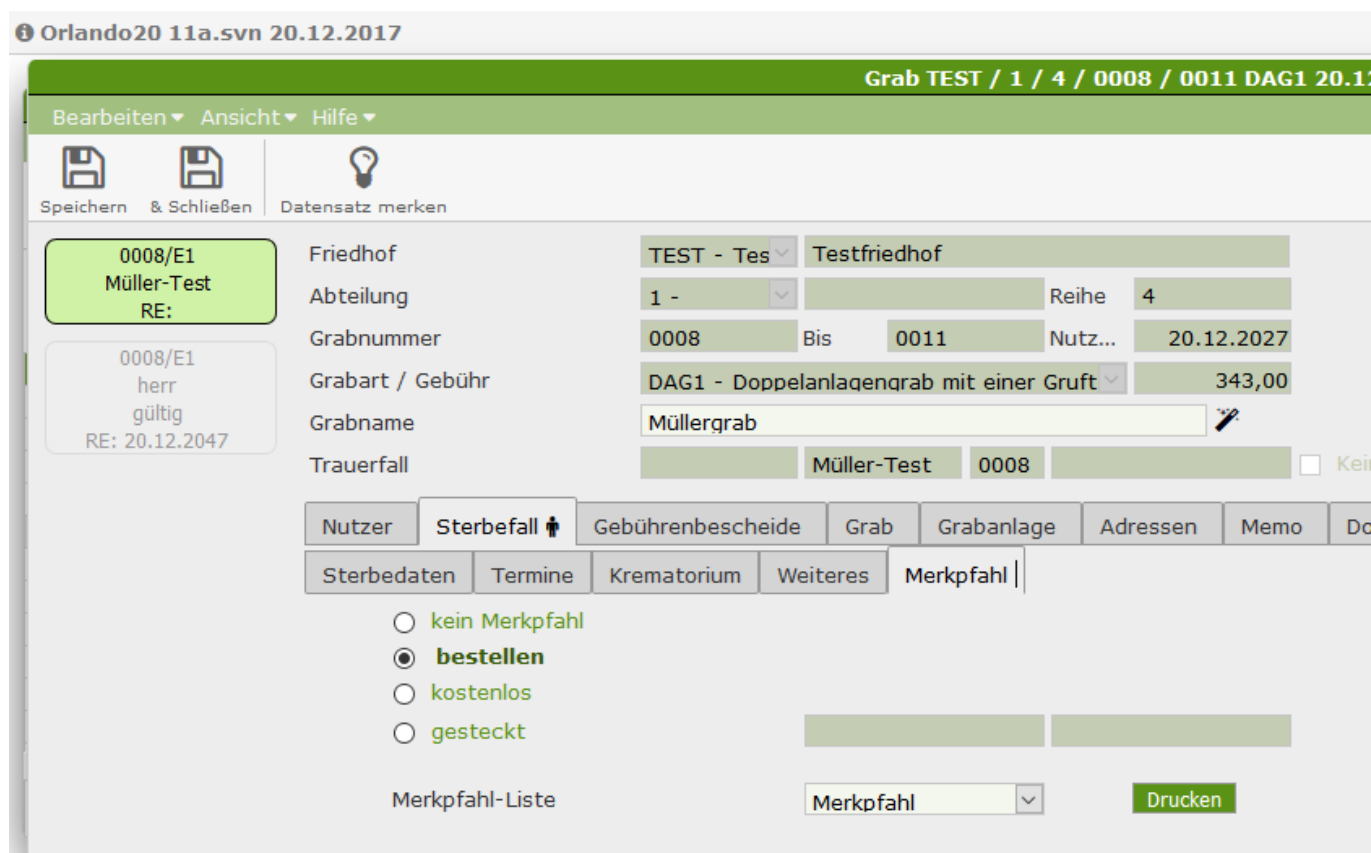 Orlando20 11a.svn 20.12.2017
Grab TEST / 1 / 4 / 0008 / 0011 DAG1 20.12
Bearbeiten Ansicht Hilfe
Speichern & Schließen Datensatz merken
0008/E1
Müller-Test
RE:
0008/E1
herr
gültig
RE: 20.12.2047
Friedhof TEST - Tes Testfriedhof
Abteilung 1 - Reihe 4
Grabnummer 0008 Bis 0011 Nutz... 20.12.2027
Grabart / Gebühr DAG1 - Doppelanlagengrab mit einer Gruft 343,00
Grabname Müllergrab
Trauerfall Müller-Test 0008 Kei
Nutzer Sterbefall Gebührenbescheide Grab Grabanlage Adressen Memo Do
Sterbedaten Termine Krematorium Weiteres Merkpfahl
kein Merkpfahl
bestellen
kostenlos
gesteckt
Merkpfahl-Liste Merkpfahl Drucken